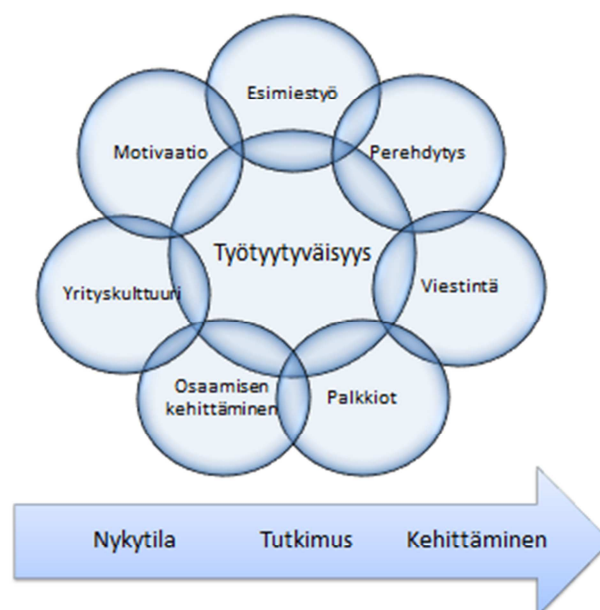 Esimiestyö
Motivaatio
Perehdytys
Työtyytyväisyys
Yrityskulttuuri
Viestintä
Osaamisen
kehittäminen
Palkkiot
Nykytila
Tutkimus
Kehittäminen